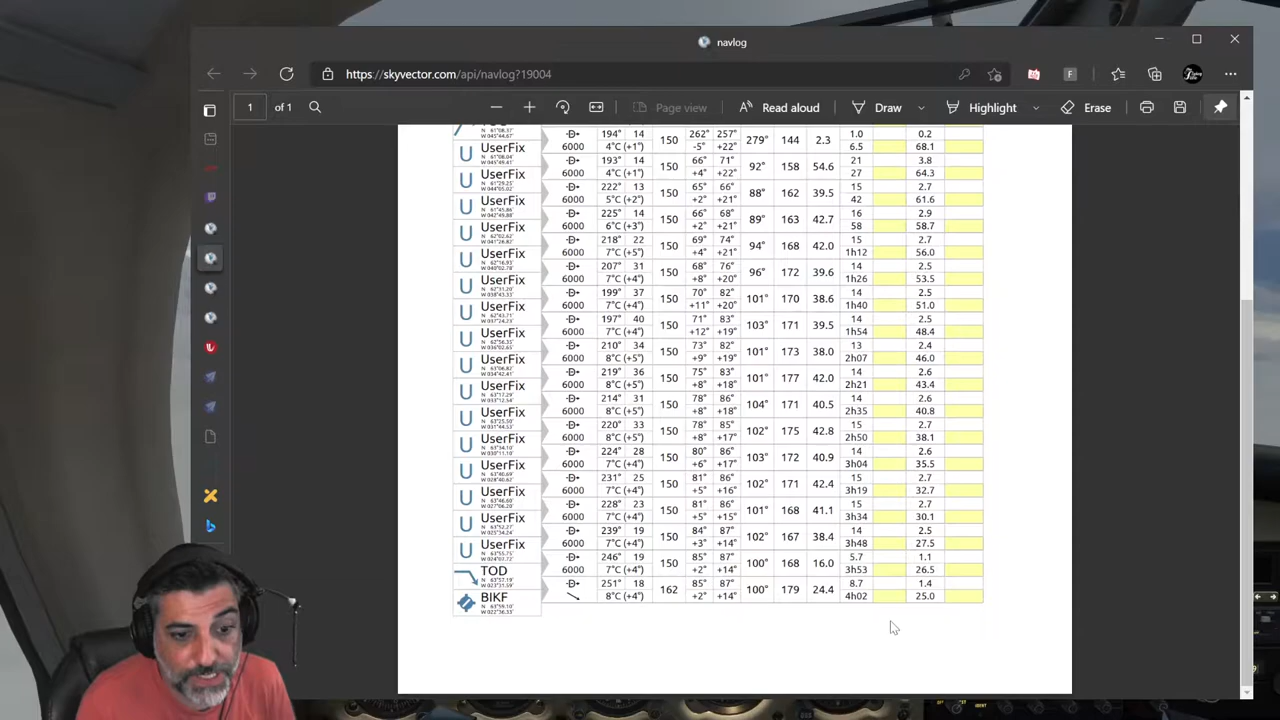 navlog
https://skyvector.com/api/navlog?19004
F
1 of 1
Page view
A Read aloud
Draw
Highlight
Erase
194° 14 262° 257° 1.0 0.2
150 279° 144 2.3
4°C (+1°) -5° +22°
6000 6.5 68.1
U UserFix
193° 14 66° 71° 21 3.8
150 92° 158 54.6
6000 4°C (+1°) +4° +22° 27 64.3
U UserFix
222° 13 65° 66° 15 2.7
150 88° 162 39.5
6000 5°C (+2°) +2° +21° 42 61.6
U UserFix
225° 14 66° 68° 16 2.9
150 89° 163 42.7
6000 6°C (+3°) +2° +21° 58 58.7
U UserFix
218° 22 69° 74° 15 2.7
150 94° 168 42.0
6000 7°C (+5°) +4° +21° 1h12 56.0
U UserFix
207° 31 68° 76° 14 2.5
150 96° 172 39.6
6000 7°C (+4°) +8° +20° 1h26 53.5
U UserFix
199° 37 70° 82° 14 2.5
150 101° 170 38.6
6000 7°C (+4°) +11° +20° 1h40 51.0
U UserFix
197° 40 71° 83° 14 2.5
150 103° 171 39.5
6000 7°C (+4°) +12° +19° 1h54 48.4
U UserFix
210° 34 73° 82° 13 2.4
150 101° 173 38.0
6000 8°C (+5°) +9° +19° 2h07 46.0
U UserFix
219° 36 75° 83° 14 2.6
150 101° 177 42.0
6000 8°C (+5°) +8° +18° 2h21 43.4
U UserFix
214° 31 78° 86° 14 2.6
150 104° 171 40.5
6000 8°C (+5°) +8° +18° 2h35 40.8
U UserFix
220° 33 78° 85° 15 2.7
150 102° 175 42.8
6000 8°C (+5°) +8° +17° 2h50 38.1
U UserFix
224° 28 80° 86° 14 2.6
150 103° 172 40.9
6000 7°C (+4°) +6° +17° 3h04 35.5
U UserFix
231° 25 81° 86° 15 2.7
150 102° 171 42.4
6000 7°C (+4°) +5° +16° 3h19 32.7
U UserFix
228° 23 81° 86° 15 2.7
150 101° 168 41.1
6000 7°C (+4°) +5° +15° 3h34 30.1
U UserFix
239° 19 84° 87° 14 2.5
150 102° 167 38.4
6000 7°C (+4°) +3° +14° 3h48 27.5
U UserFix
246° 19 85° 87° 5.7 1.1
150 100° 168 16.0
6000 7°C (+4°) +2° +14° 3h53 26.5
TOD
251° 18 85° 87° 8.7 1.4
162 100° 179 24.4
8°C (+4°) +2° +14° 4h02 25.0
BIKF